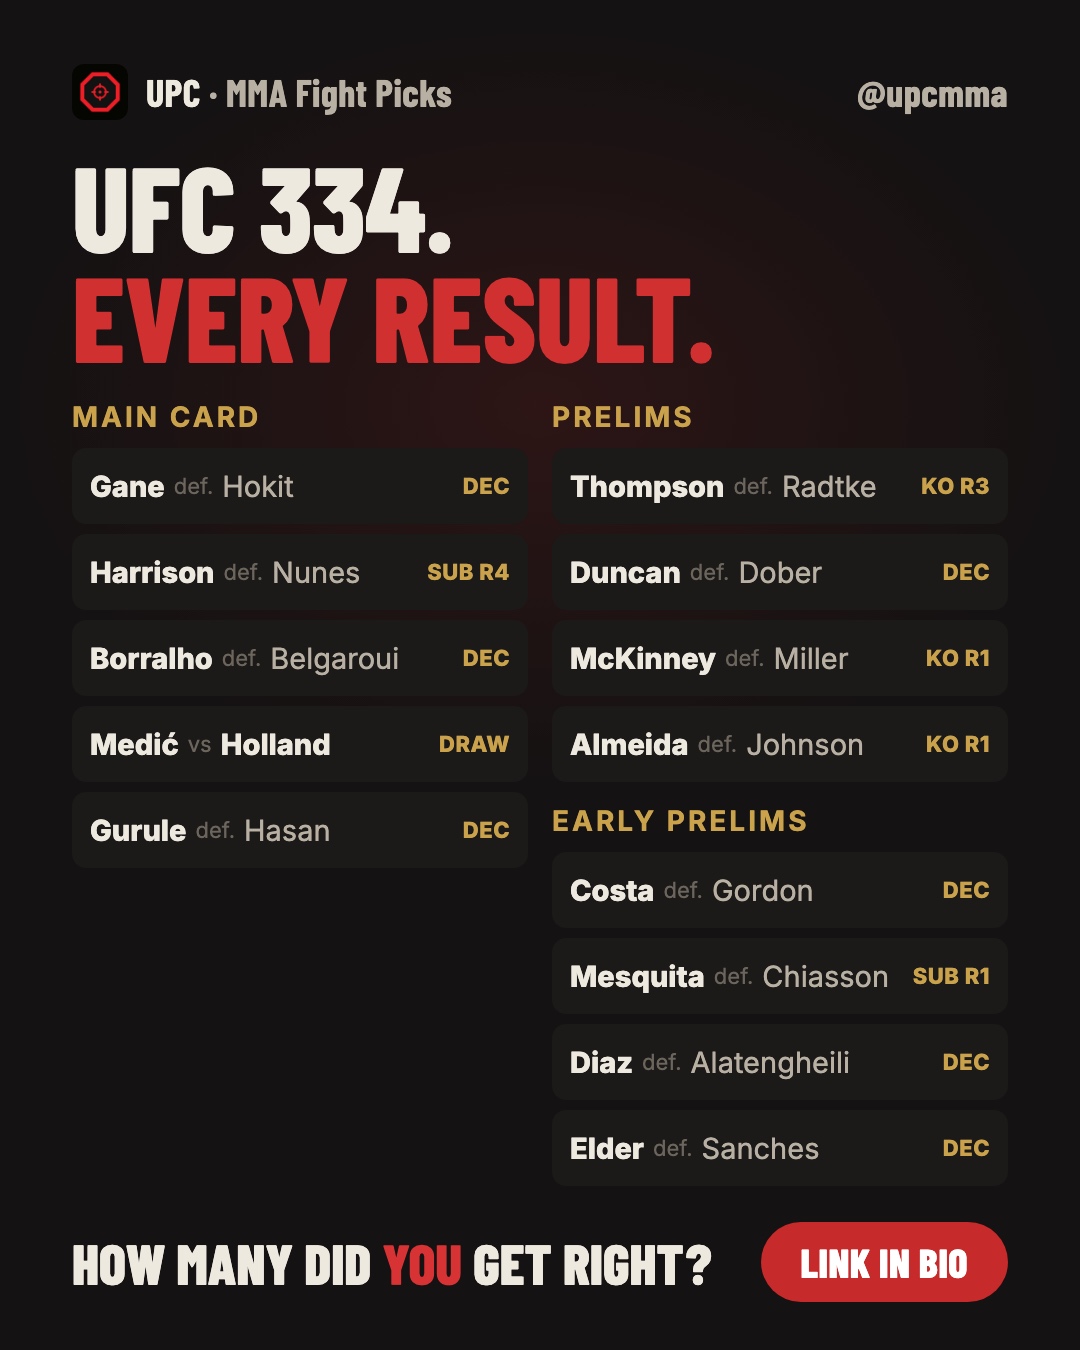 UPC · MMA Fight Picks
@upcmma
UFC 334.
EVERY RESULT.
MAIN CARD
Gane def. Hokit DEC
Harrison def. Nunes SUB R4
Borralho def. Belgaroui DEC
Medić vs Holland DRAW
Gurule def. Hasan DEC
PRELIMS
Thompson def. Radtke KO R3
Duncan def. Dober DEC
McKinney def. Miller KO R1
Almeida def. Johnson KO R1
EARLY PRELIMS
Costa def. Gordon DEC
Mesquita def. Chiasson SUB R1
Diaz def. Alatengheili DEC
Elder def. Sanches DEC
HOW MANY DID YOU GET RIGHT?
LINK IN BIO